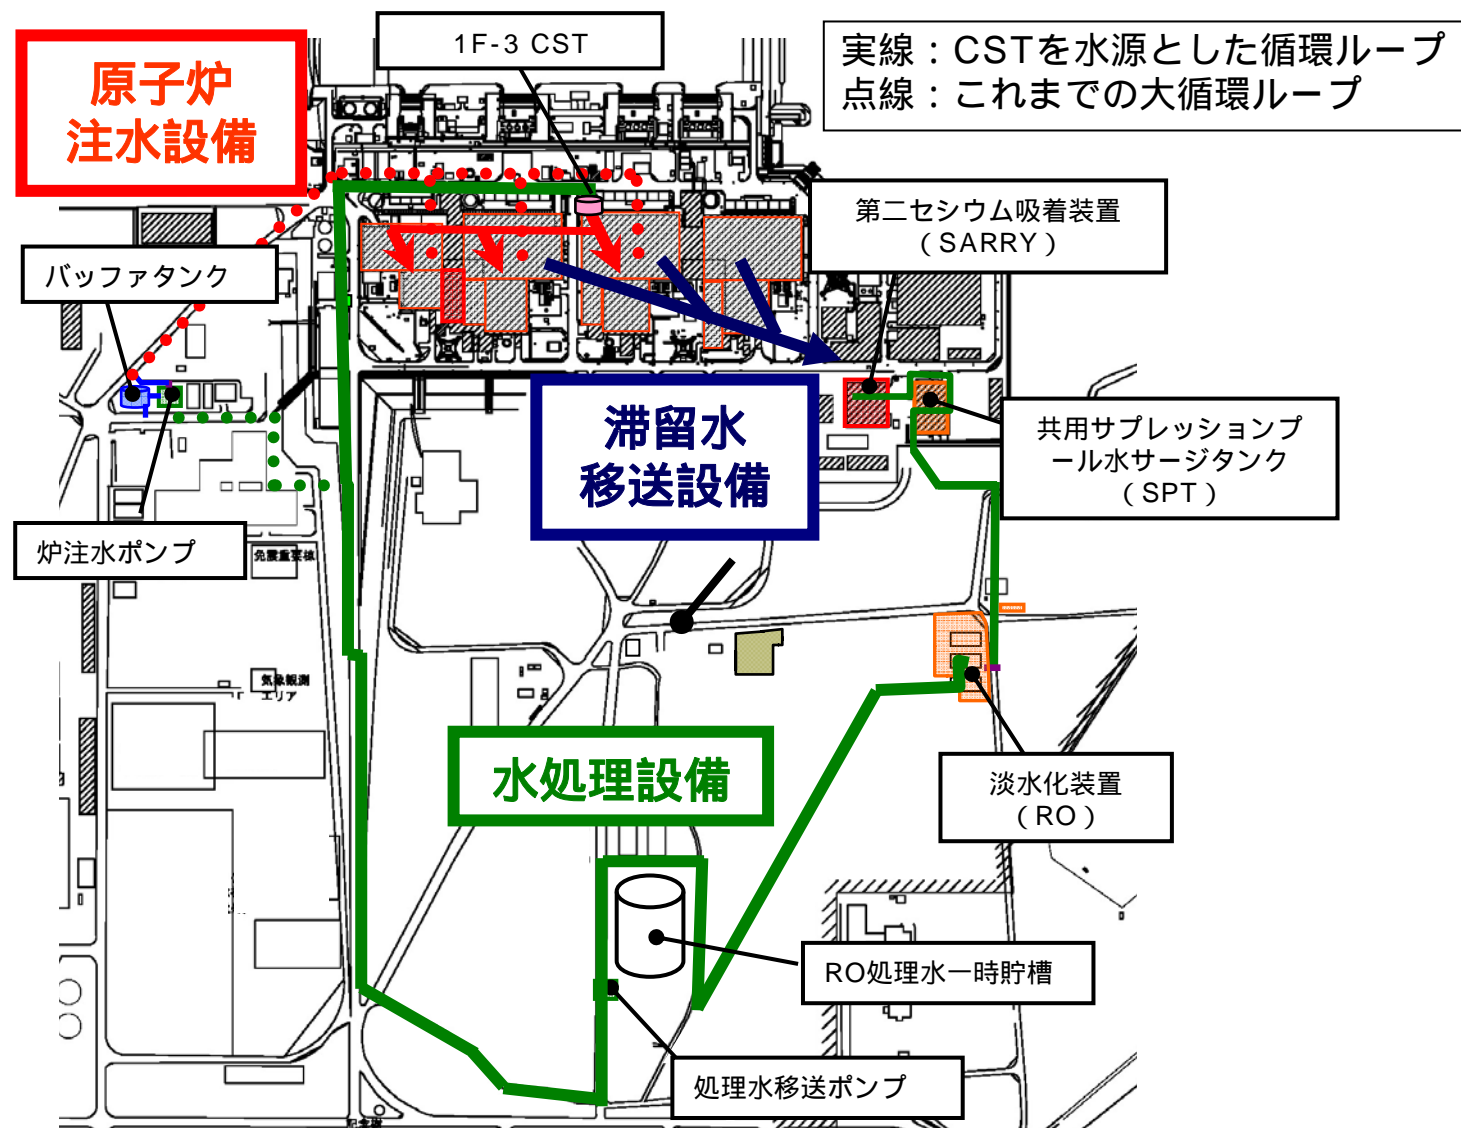 1F-3 CST
実線：CSTを水源とした循環ループ
点線：これまでの大循環ループ
原子炉
注水設備
第二セシウム吸着装置
（SARRY）
バッファタンク
滞留水
移送設備
共用サプレッションプ
ール水サージタンク
（SPT）
炉注水ポンプ
免震重要棟
気象観測
エリア
水処理設備
淡水化装置
（RO）
RO処理水一時貯槽
処理水移送ポンプ